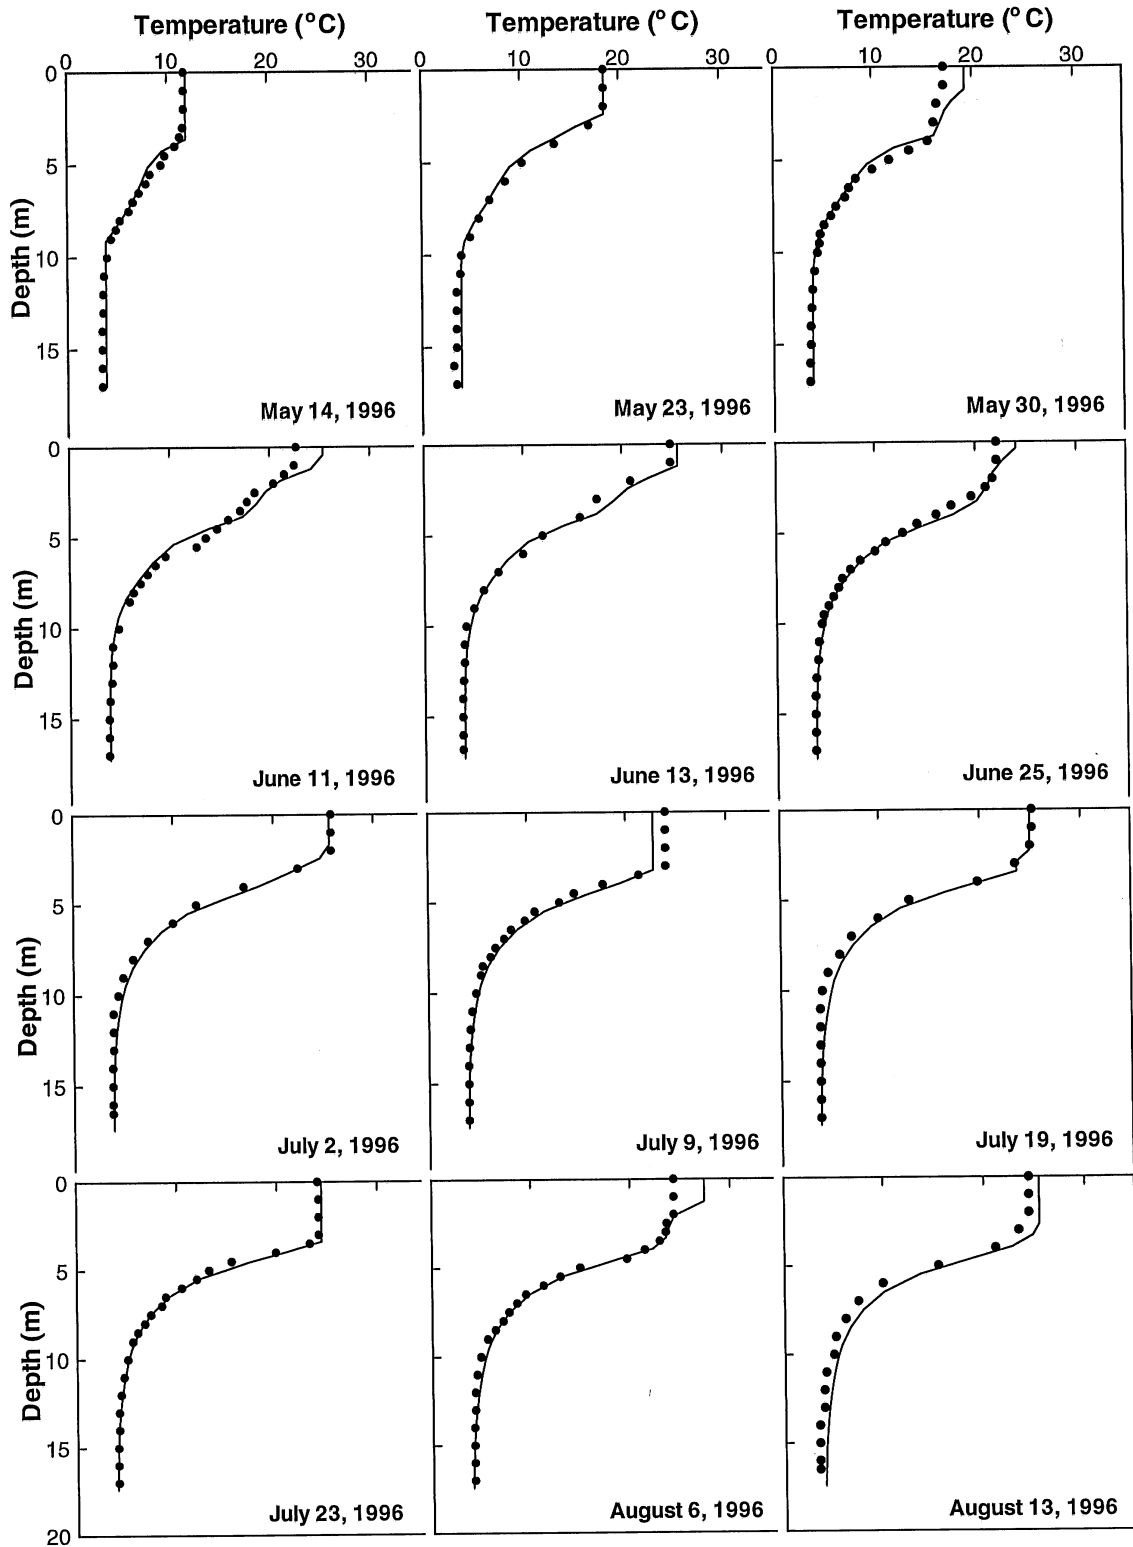 Temperature (°C) Temperature (°C) Temperature (°C)
0 10 20 30 0 10 20 30 0 10 20 30
0
5
10
15
Depth (m)
May 14, 1996 May 23, 1996 May 30, 1996
0
5
10
15
Depth (m)
June 11, 1996 June 13, 1996 June 25, 1996
0
5
10
15
Depth (m)
July 2, 1996 July 9, 1996 July 19, 1996
0
5
10
15
20
Depth (m)
July 23, 1996 August 6, 1996 August 13, 1996